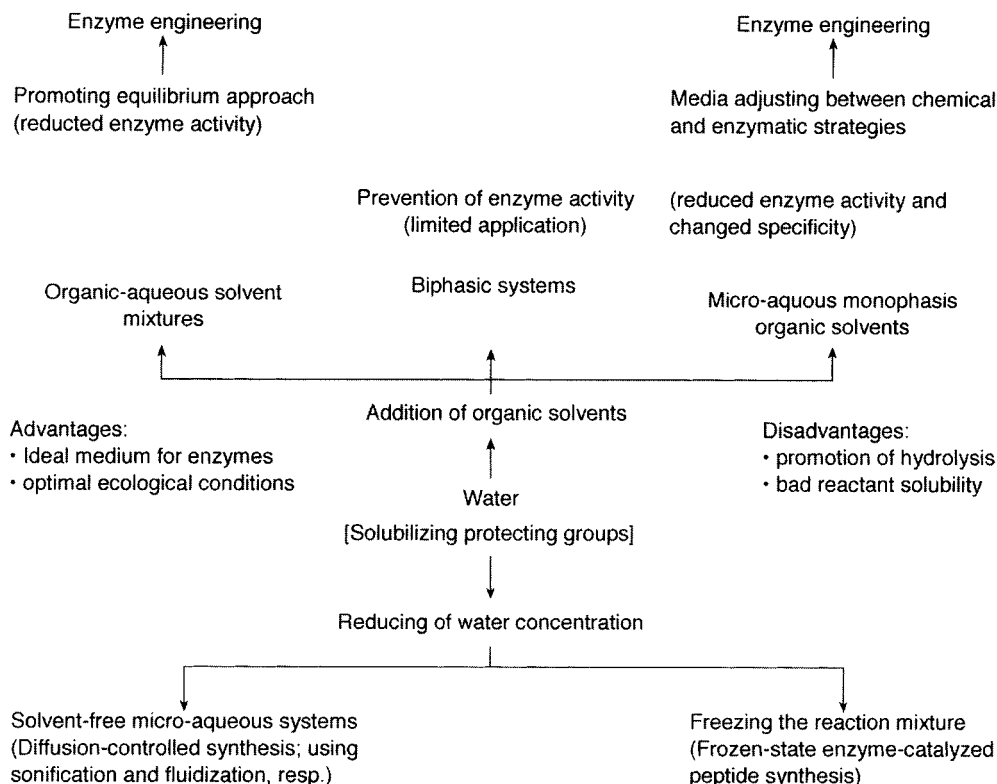 Enzyme engineering
Enzyme engineering
Promoting equilibrium approach
(reducted enzyme activity)
Media adjusting between chemical
and enzymatic strategies
Prevention of enzyme activity
(limited application)
(reduced enzyme activity and
changed specificity)
Organic-aqueous solvent
mixtures
Biphasic systems
Micro-aquous monophasis
organic solvents
Addition of organic solvents
Advantages:
• Ideal medium for enzymes
• optimal ecological conditions
Disadvantages:
• promotion of hydrolysis
• bad reactant solubility
Water
[Solubilizing protecting groups]
Reducing of water concentration
Solvent-free micro-aqueous systems
(Diffusion-controlled synthesis; using
sonification and fluidization, resp.)
Freezing the reaction mixture
(Frozen-state enzyme-catalyzed
peptide synthesis)